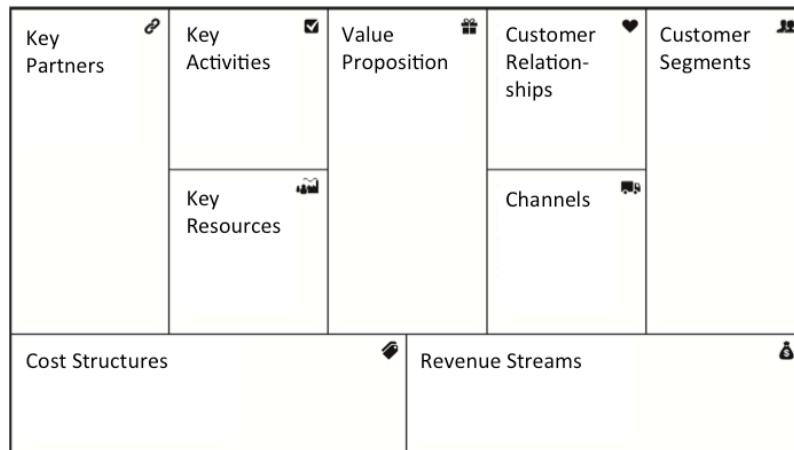 Key
Partners
Key
Activities
Value
Proposition
Customer
Relation-
ships
Customer
Segments
Key
Resources
Channels
Cost Structures
Revenue Streams
$